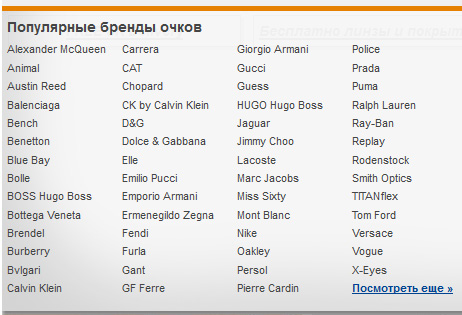 Популярные бренды очков
Бесплатно линзы и покрыт
Alexander McQueen Carrera Giorgio Armani Police
Animal CAT Gucci Prada
Austin Reed Chopard Guess Puma
Balenciaga CK by Calvin Klein HUGO Hugo Boss Ralph Lauren
Bench D&G Jaguar Ray-Ban
Benetton Dolce & Gabbana Jimmy Choo Replay
Blue Bay Elle Lacoste Rodenstock
Bolle Emilio Pucci Marc Jacobs Smith Optics
BOSS Hugo Boss Emporio Armani Miss Sixty TITANflex
Bottega Veneta Ermenegildo Zegna Mont Blanc Tom Ford
Brendel Fendi Nike Versace
Burberry Furla Oakley Vogue
Bvlgari Gant Persol X-Eyes
Calvin Klein GF Ferre Pierre Cardin Посмотреть еще »